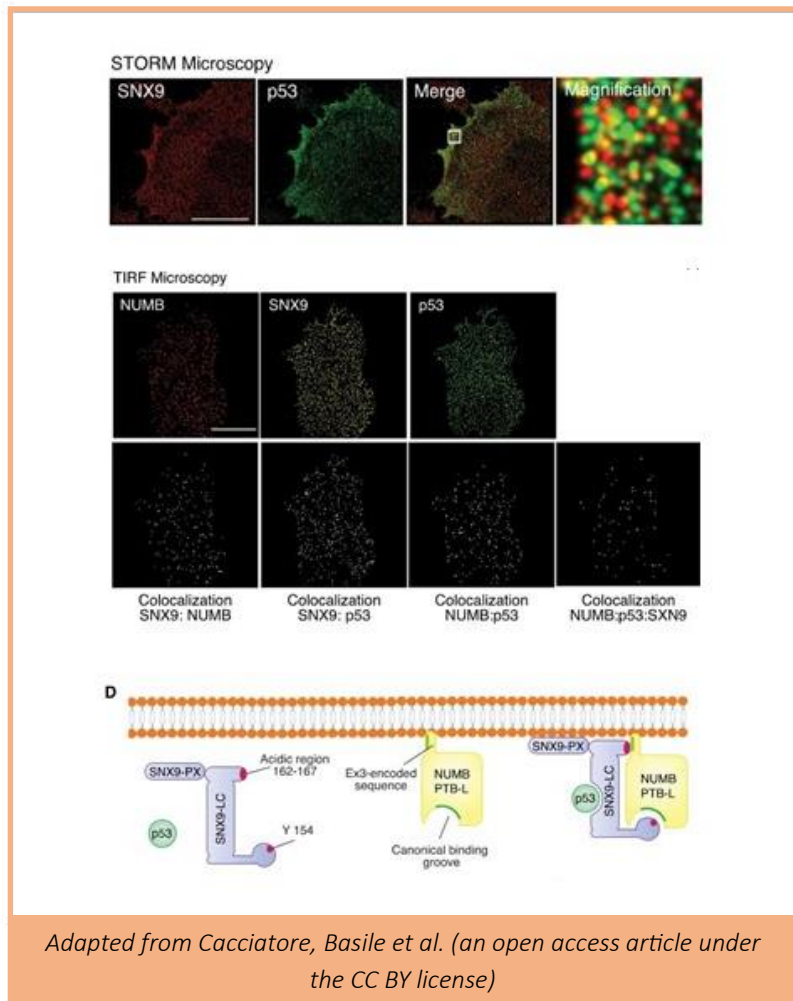 STORM Microscopy
SNX9
p53
Merge
Magnification
TIRF Microscopy
NUMB
SNX9
p53
Colocalization
SNX9: NUMB
Colocalization
SNX9: p53
Colocalization
NUMB:p53
Colocalization
NUMB:p53:SXN9
D
SNX9-PX
Acidic region
162-167
SNX9-LC
p53
Y 154
Ex3-encoded
sequence
NUMB
PTB-L
Canonical binding
groove
SNX9-PX
SNX9-LC
p53
NUMB
PTB-L
Adapted from Cacciatore, Basile et al. (an open access article under
the CC BY license)